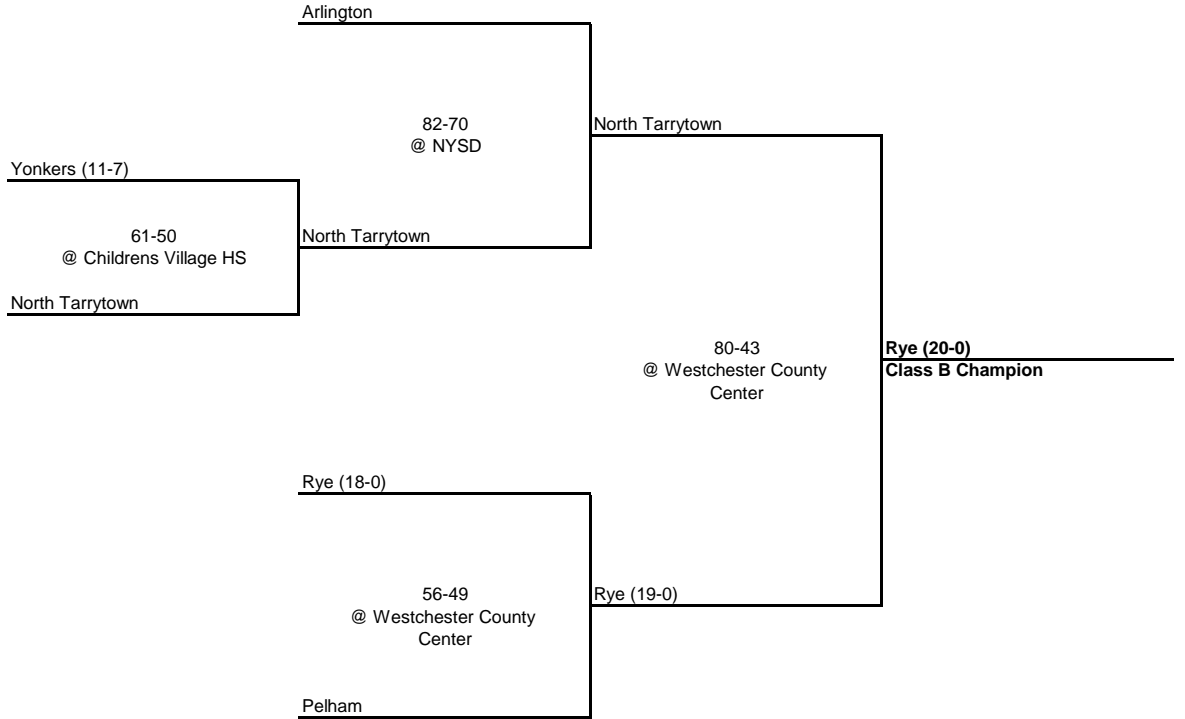 Arlington
82-70
@ NYSD
North Tarrytown
Yonkers (11-7)
61-50
@ Childrens Village HS
North Tarrytown
North Tarrytown
80-43
@ Westchester County
Center
Rye (20-0)
Class B Champion
Rye (18-0)
56-49
@ Westchester County
Center
Rye (19-0)
Pelham